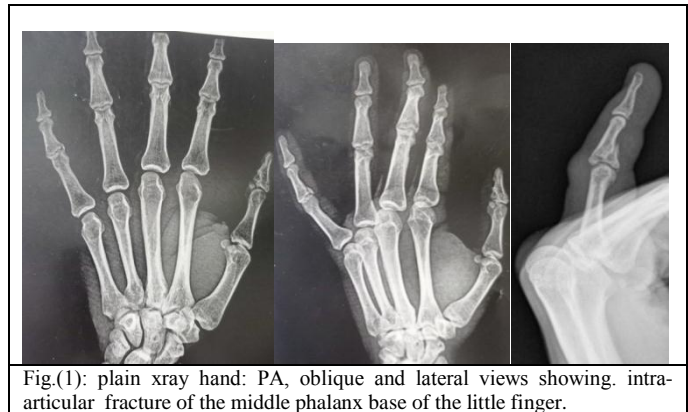 Fig.(1): plain xray hand: PA, oblique and lateral views showing. intra-
articular fracture of the middle phalanx base of the little finger.